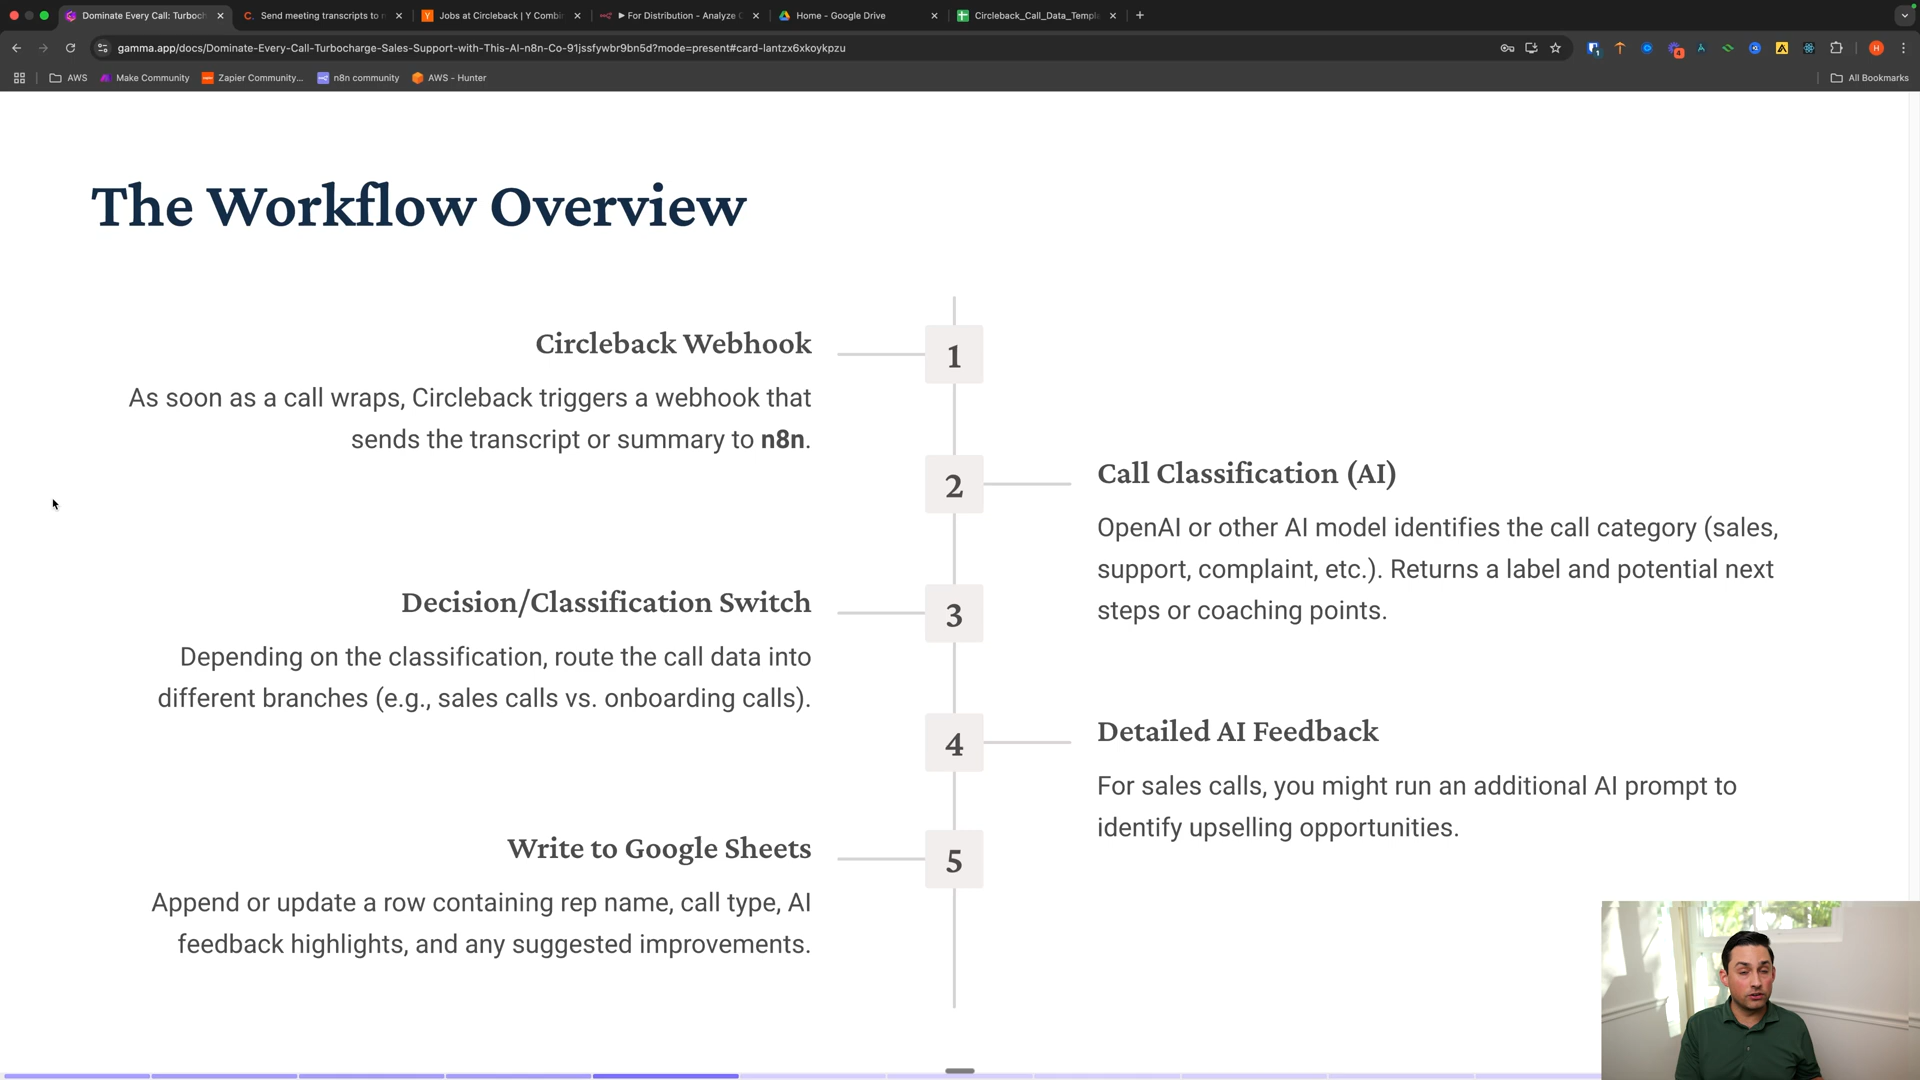 Dominate Every Call: Turboch
Send meeting transcripts to n
Jobs at Circleback | Y Combi
For Distribution - Analyze C
Home - Google Drive
Circleback_Call_Data_Templ
gamma.app/docs/Dominate-Every-Call-Turbocharge-Sales-Support-with-This-AI-n8n-Co-91jssfywbr9bn5d?mode=present#card-lantzx6xkoykpzu
AWS
Make Community
Zapier Community...
n8n community
AWS - Hunter
All Bookmarks
The Workflow Overview
1
Circleback Webhook
As soon as a call wraps, Circleback triggers a webhook that
sends the transcript or summary to n8n.
2
Call Classification (AI)
OpenAI or other AI model identifies the call category (sales,
support, complaint, etc.). Returns a label and potential next
steps or coaching points.
3
Decision/Classification Switch
Depending on the classification, route the call data into
different branches (e.g., sales calls vs. onboarding calls).
4
Detailed AI Feedback
For sales calls, you might run an additional AI prompt to
identify upselling opportunities.
5
Write to Google Sheets
Append or update a row containing rep name, call type, AI
feedback highlights, and any suggested improvements.